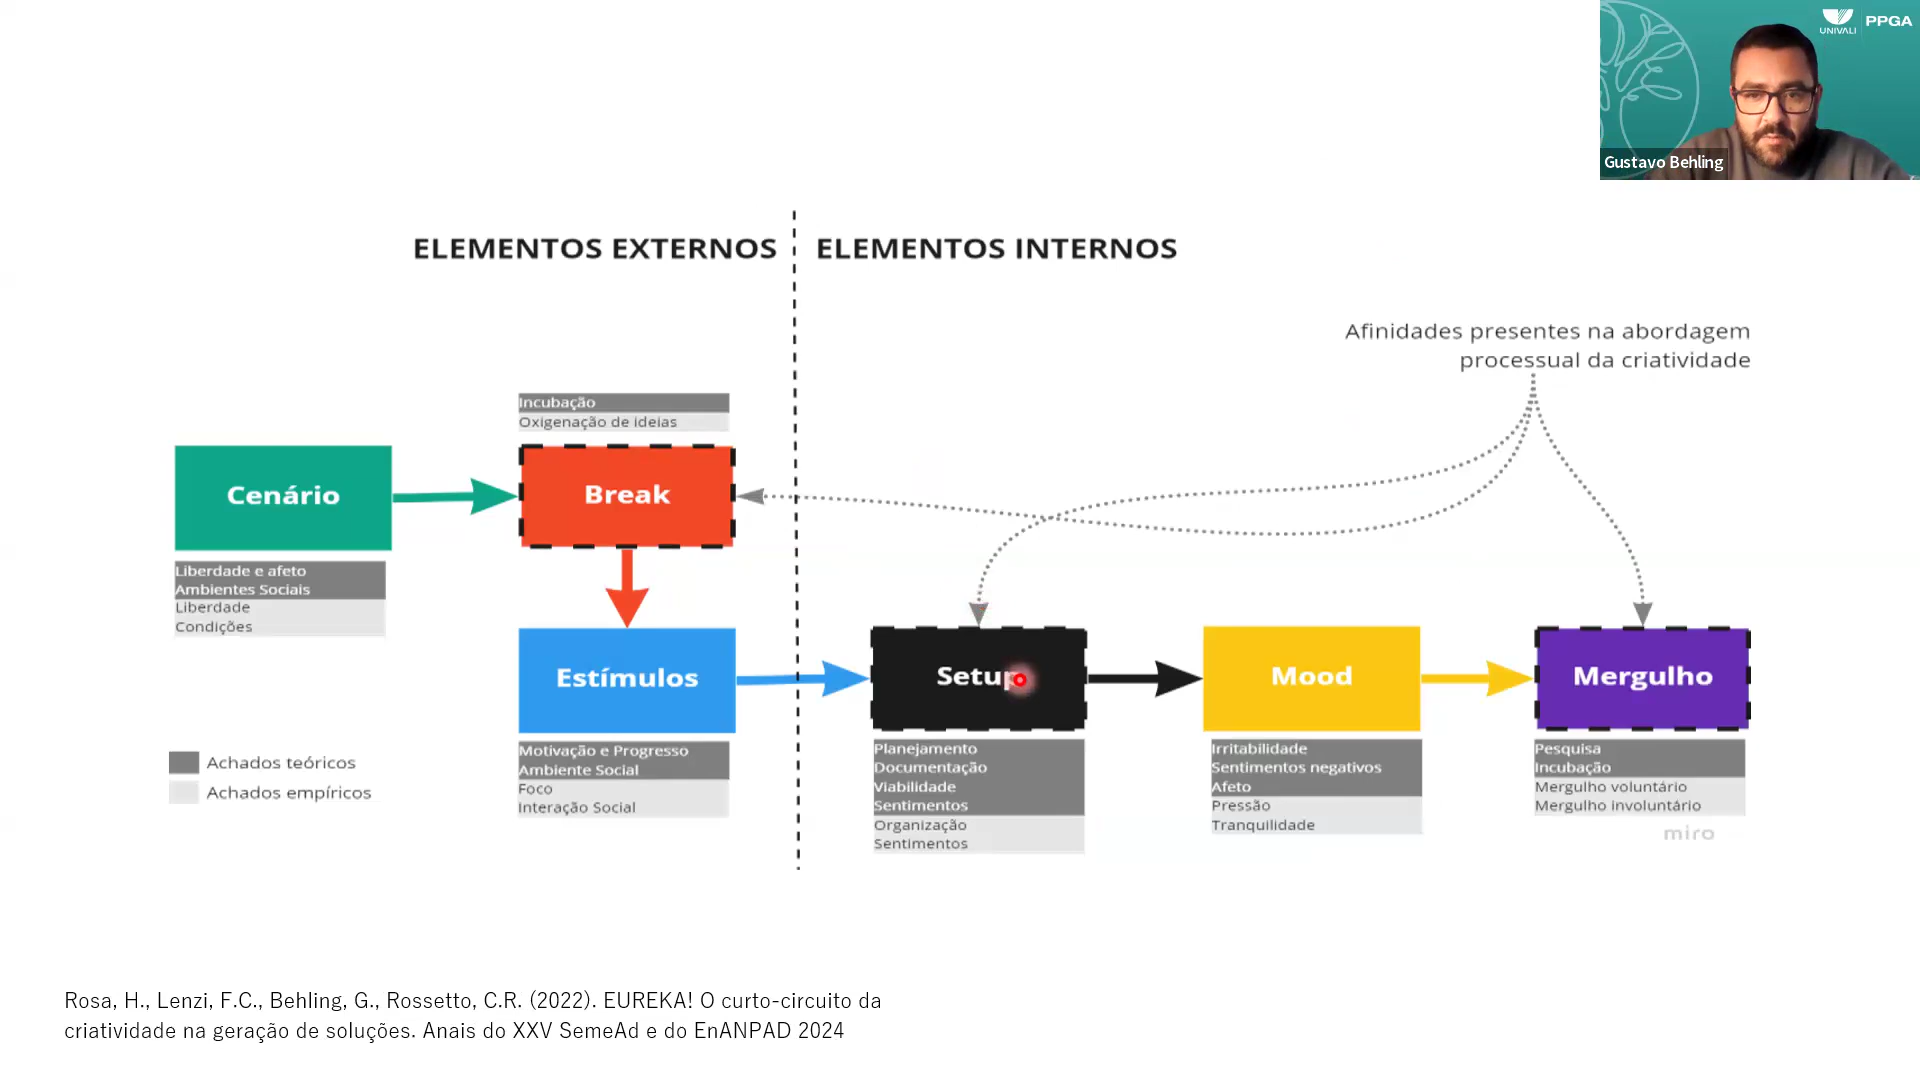 UNIVALI
PPGA
Gustavo Behling
ELEMENTOS EXTERNOS
ELEMENTOS INTERNOS
Afinidades presentes na abordagem
processual da criatividade
Incubação
Oxigenação de ideias
Cenário
Break
Liberdade e afeto
Ambientes Sociais
Liberdade
Condições
Estímulos
Setup
Mood
Mergulho
Motivação e Progresso
Ambiente Social
Foco
Interação Social
Planejamento
Documentação
Viabilidade
Sentimentos
Organização
Sentimentos
Irritabilidade
Sentimentos negativos
Afeto
Pressão
Tranquilidade
Pesquisa
Incubação
Mergulho voluntário
Mergulho involuntário
miro
Achados teóricos
Achados empíricos
Rosa, H., Lenzi, F.C., Behling, G., Rossetto, C.R. (2022). EUREKA! O curto-circuito da
criatividade na geração de soluções. Anais do XXV SemeAd e do EnANPAD 2024